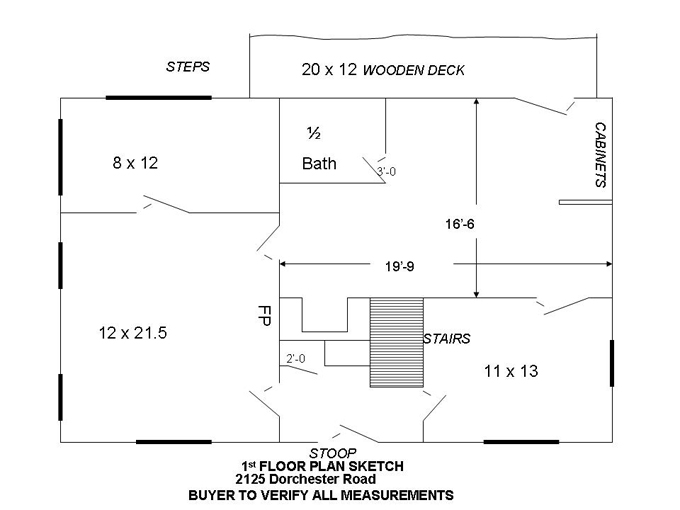 STEPS
20 x 12 WOODEN DECK
½
Bath
8 x 12
3'-0
CABINETS
16'-6
19'-9
FP
12 x 21.5
STAIRS
2'-0
11 x 13
STOOP
1st FLOOR PLAN SKETCH
2125 Dorchester Road
BUYER TO VERIFY ALL MEASUREMENTS